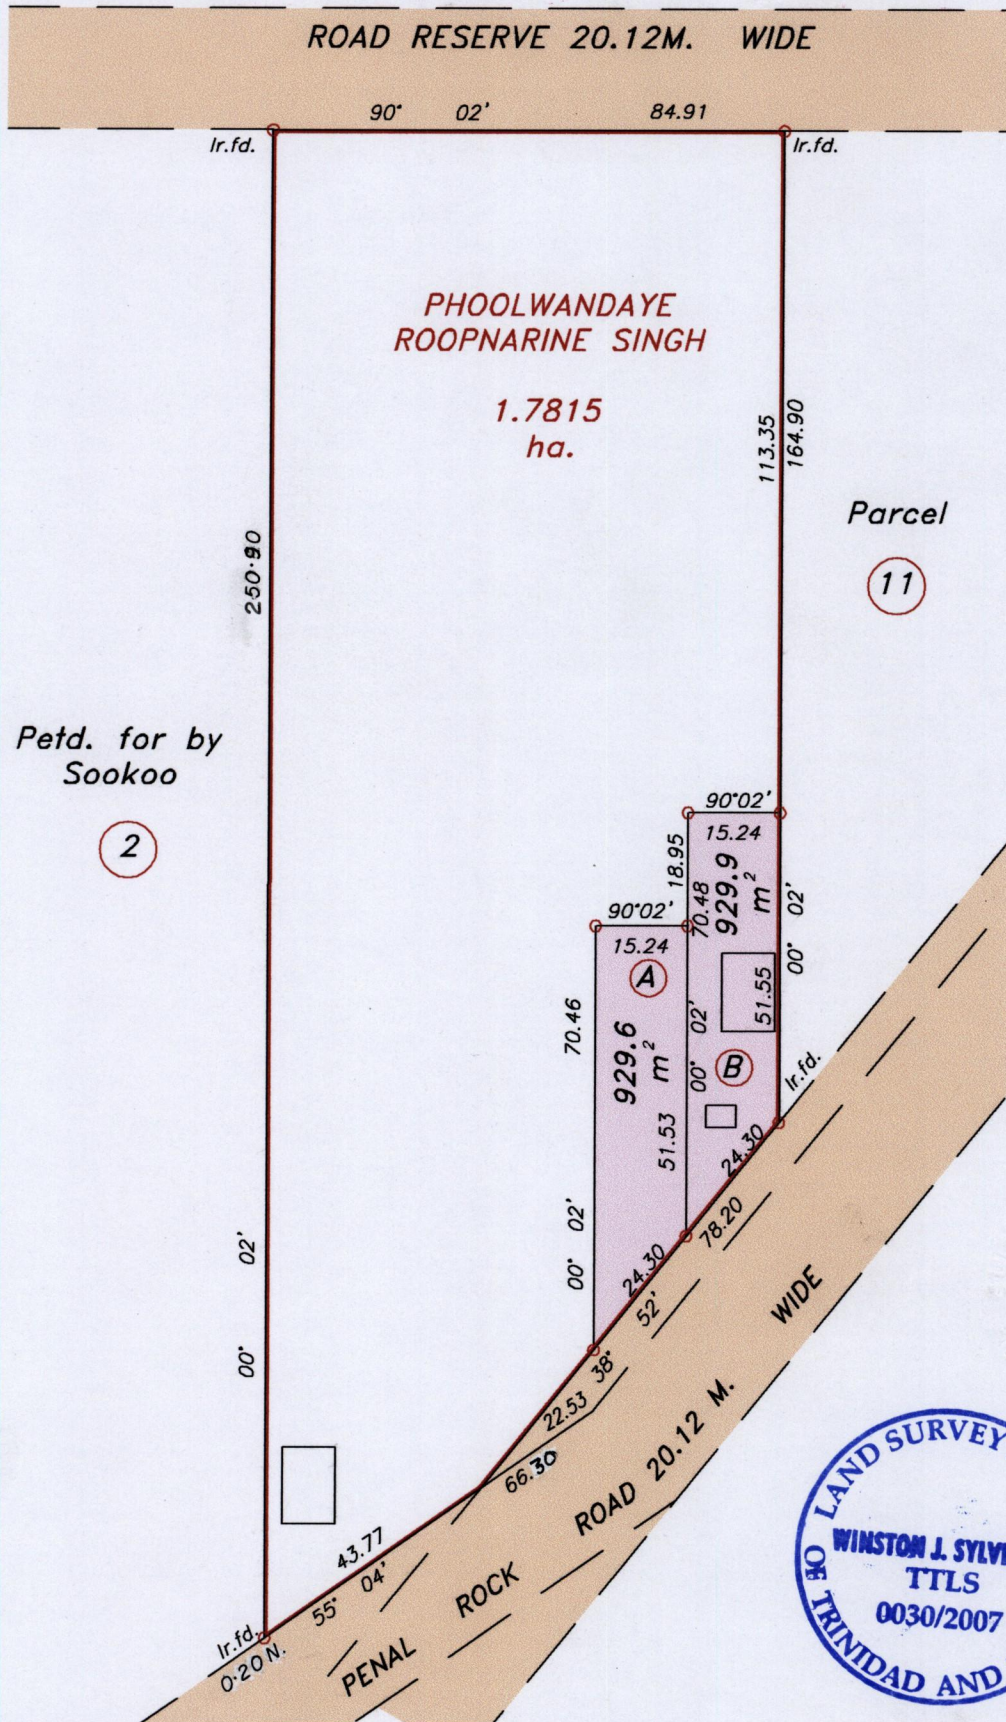 ROAD RESERVE 20.12M. WIDE
90° 02' 84.91
Ir.fd.
Ir.fd.
PHOOLWANDAYE
ROOPNARINE SINGH
1.7815
ha.
113.35
164.90
250.90
Parcel
11
Petd. for by
Sookoo
2
90°02'
15.24
18.95
70.48
929.9
m²
00° 02'
90°02'
15.24
A
70.46
929.6
m²
51.55
00° 02'
B
Ir.fd.
51.53
24.30
78.20
00° 02'
24.30
38° 52'
00° 02'
22.53
66.30
43.77
55° 04'
Ir.fd.
0.20 N.
PENAL ROCK ROAD 20.12 M. WIDE
LAND SURVEY
WINSTON J.
TTLS
0030/2007
OF TRINIDAD AND